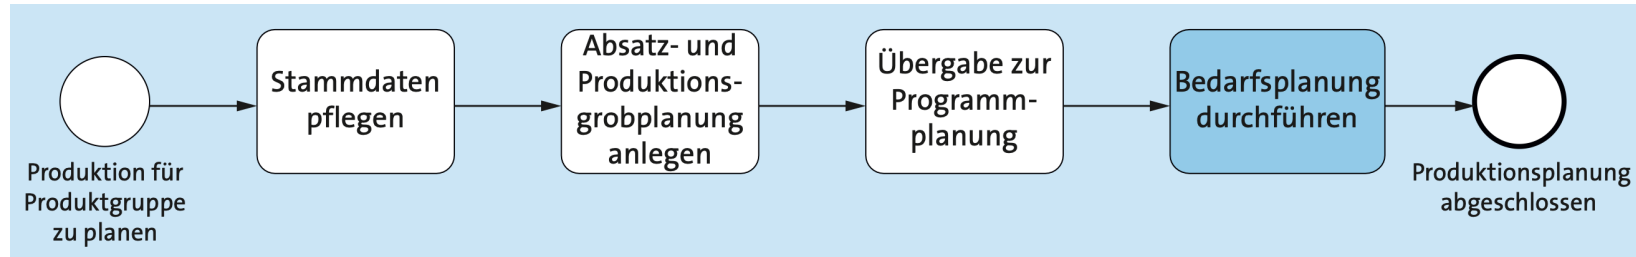 Produktion für
Produktgruppe
zu planen
Stammdaten
pflegen
Absatz- und
Produktions-
grobplanung
anlegen
Übergabe zur
Programm-
planung
Bedarfsplanung
durchführen
Produktionsplanung
abgeschlossen